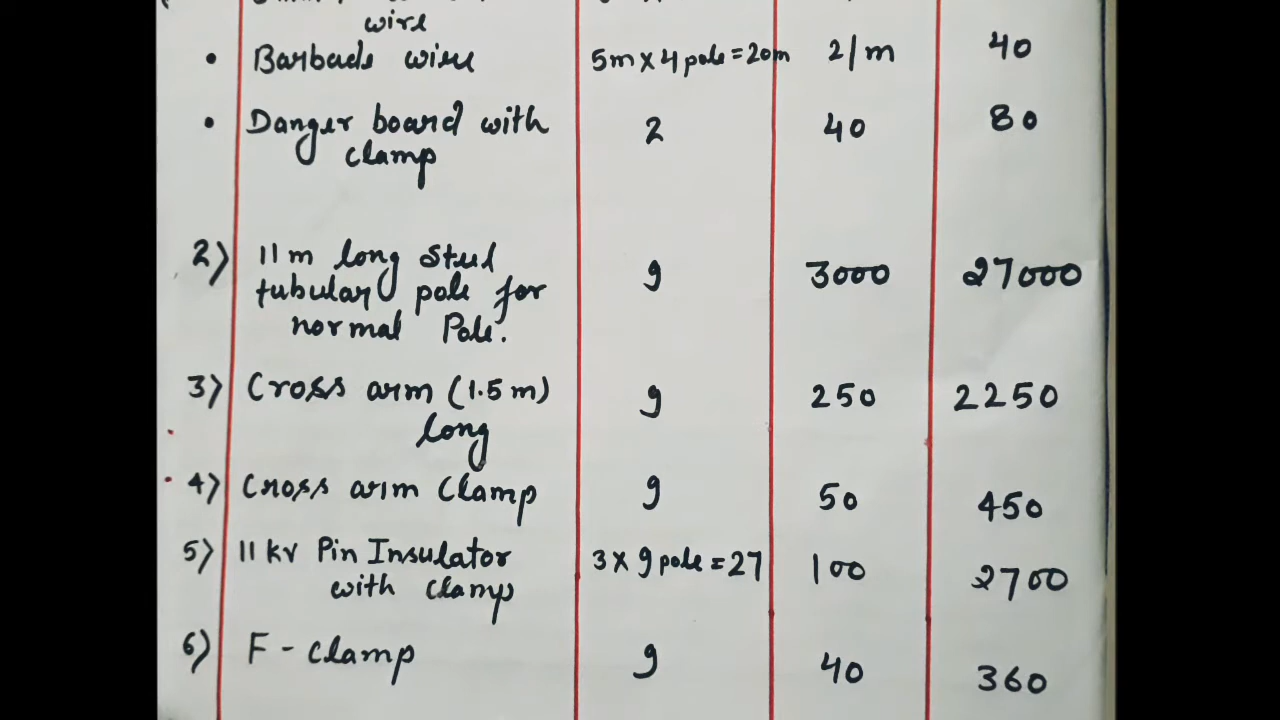 wire
• Barbade wire 5m x 4 pole = 20m 2/m 40
• Danger board with 2 40 80
clamp
2) 11m long Steel
tubular pole for 9 3000 27000
normal Pole.
3) Cross arm (1.5m) 9 250 2250
long
4) Cross arm Clamp 9 50 450
5) 11 kv Pin Insulator 3 x 9 pole = 27 100 2700
with clamp
6) F - clamp 9 40 360